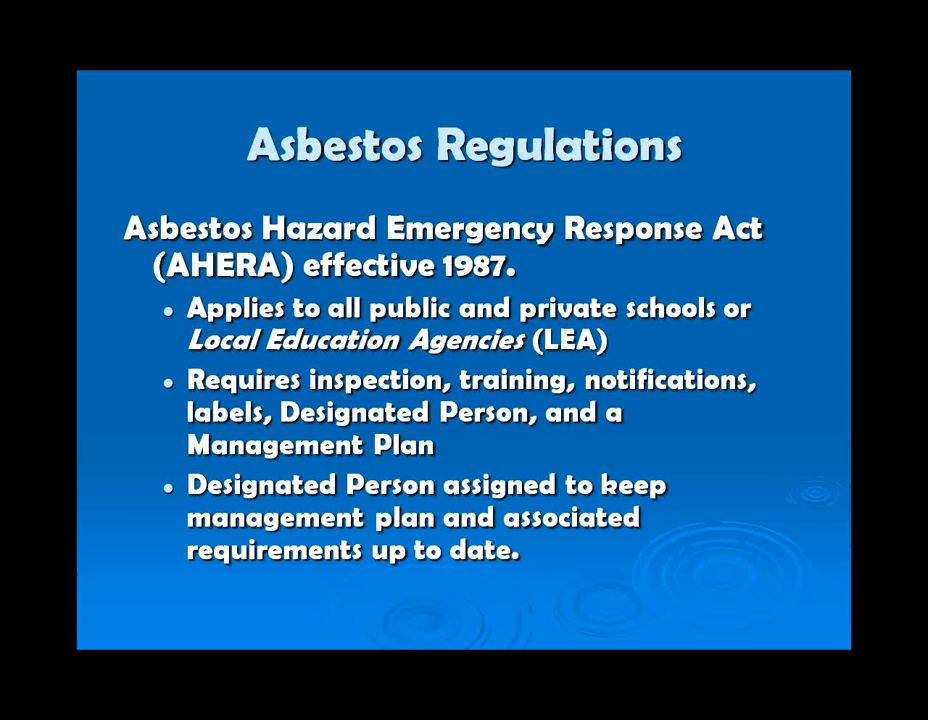 Asbestos Regulations
Asbestos Hazard Emergency Response Act
(AHERA) effective 1987.
• Applies to all public and private schools or
Local Education Agencies (LEA)
• Requires inspection, training, notifications,
labels, Designated Person, and a
Management Plan
• Designated Person assigned to keep
management plan and associated
requirements up to date.